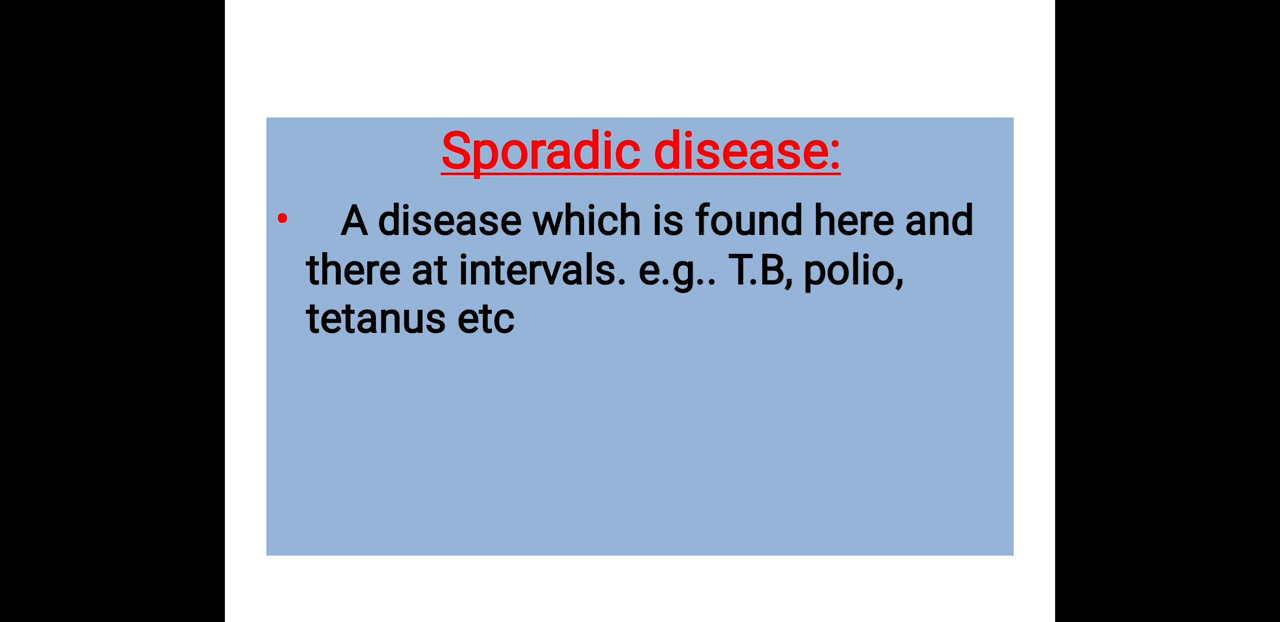 Sporadic disease:
• A disease which is found here and
there at intervals. e.g.. T.B, polio,
tetanus etc